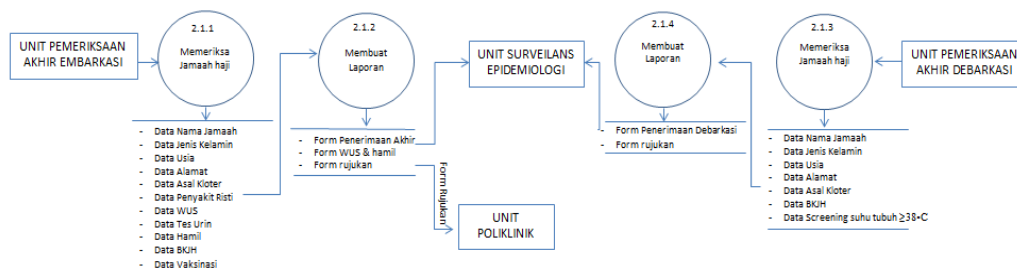 UNIT PEMERIKSAAN
AKHIR EMBARKASI
2.1.1
Memeriksa
Jamaah haji
- Data Nama Jamaah
- Data Jenis Kelamin
- Data Usia
- Data Alamat
- Data Asal Kloter
- Data Penyakit Risti
- Data WUS
- Data Tes Urin
- Data Hamil
- Data BKJH
- Data Vaksinasi
2.1.2
Membuat
Laporan
- Form Penerimaan Akhir
- Form WUS & hamil
- Form rujukan
Form Rujukan
UNIT SURVEILANS
EPIDEMIOLOGI
UNIT
POLIKLINIK
2.1.4
Membuat
Laporan
- Form Penerimaan Debarkasi
- Form rujukan
2.1.3
Memeriksa
Jamaah haji
- Data Nama Jamaah
- Data Jenis Kelamin
- Data Usia
- Data Alamat
- Data Asal Kloter
- Data BKJH
- Data Screening suhu tubuh ≥38◦C
UNIT PEMERIKSAAN
AKHIR DEBARKASI